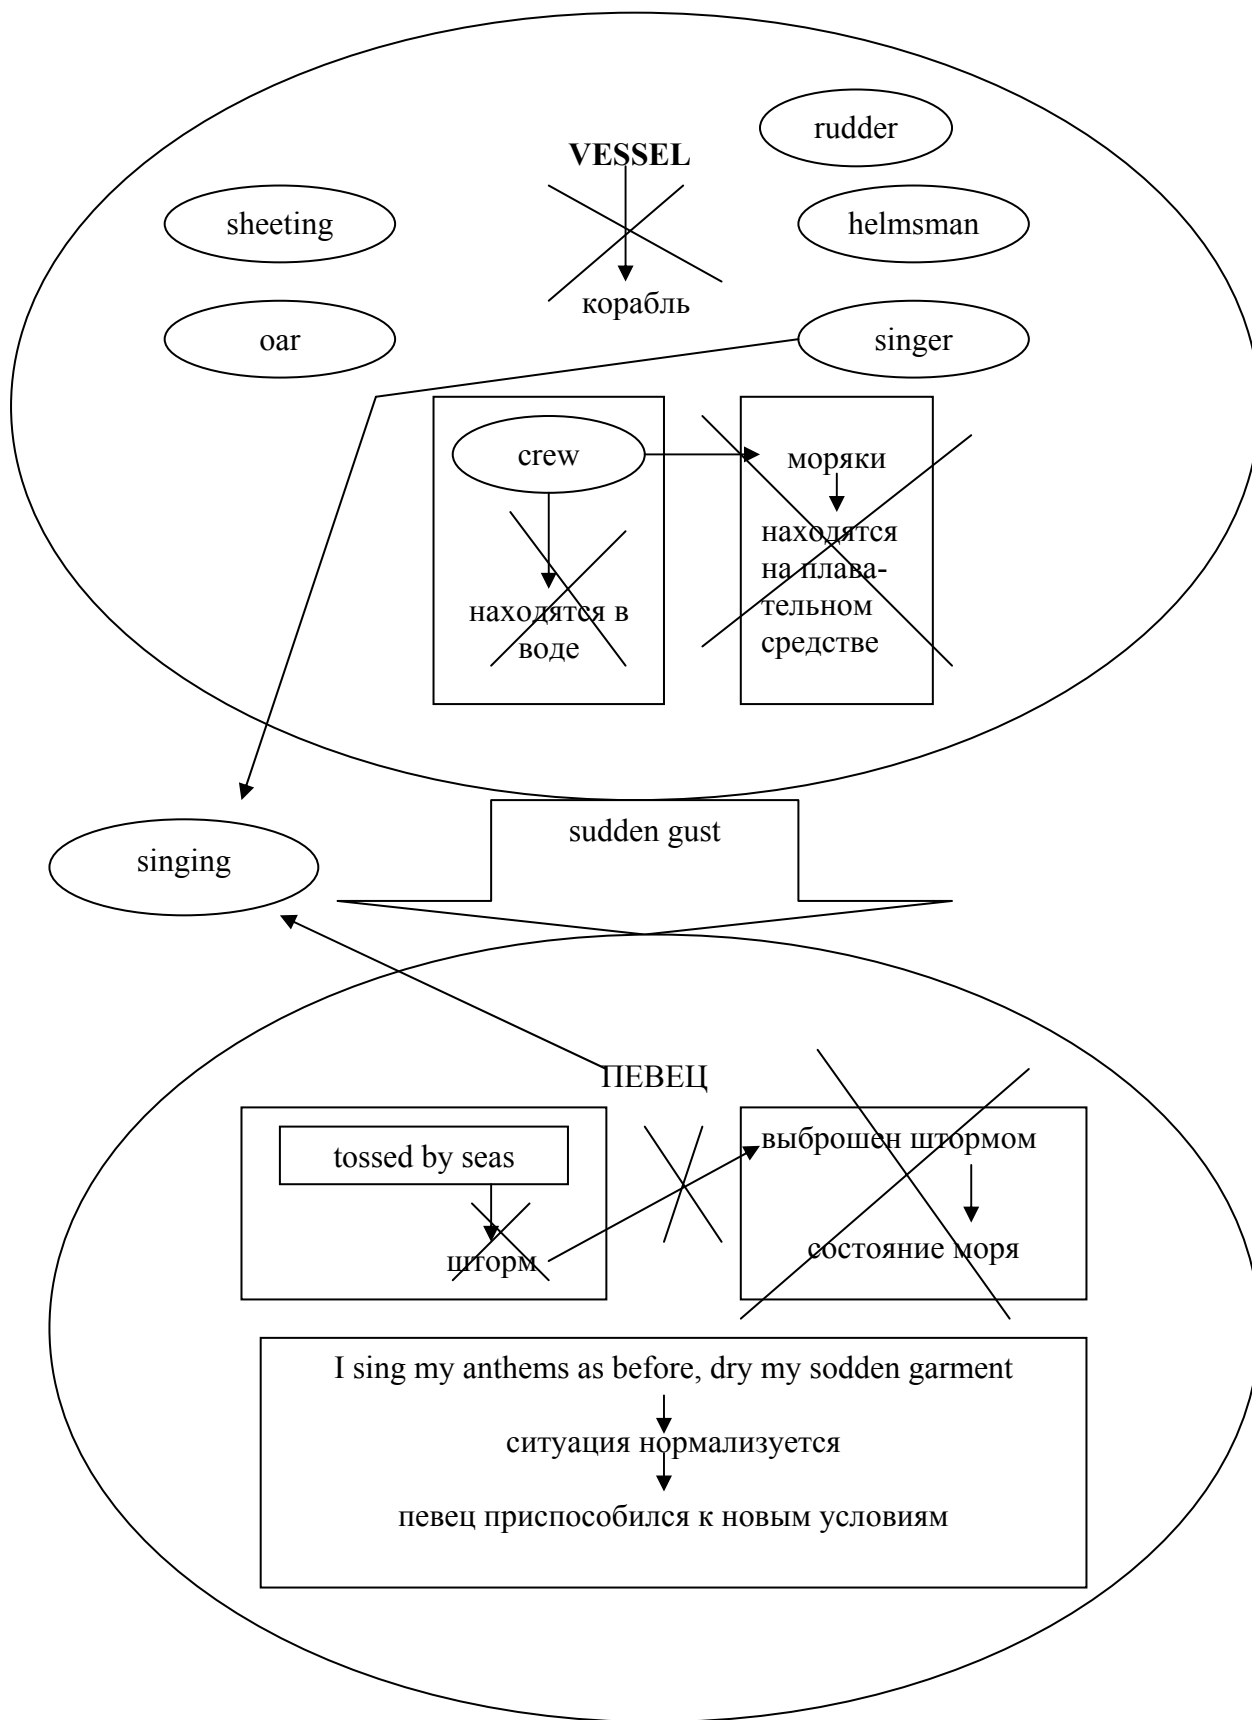 rudder
VESSEL
sheeting
helmsman
корабль
oar
singer
crew
моряки
находятся
на плава-
тельном
средстве
находятся в
воде
sudden gust
singing
ПЕВЕЦ
tossed by seas
выброшен штормом
шторм
состояние моря
I sing my anthems as before, dry my sodden garment
ситуация нормализуется
певец приспособился к новым условиям